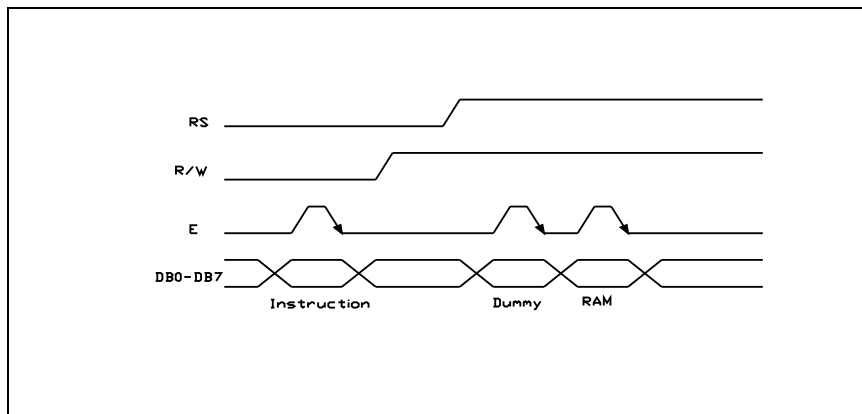 RS
R/W
E
DB0-DB7
Instruction Dummy RAM